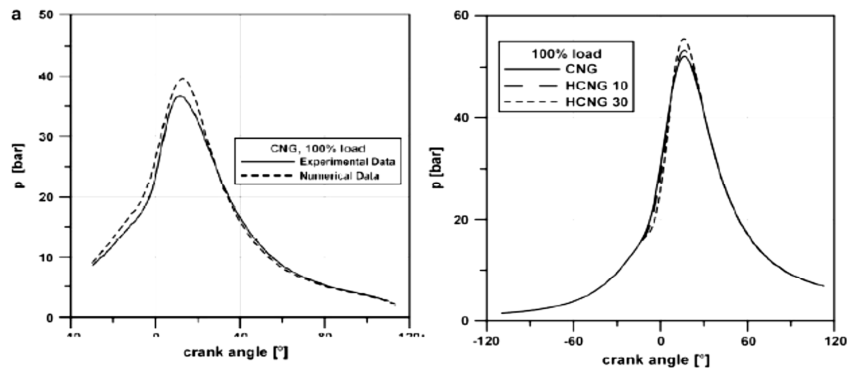 a
50
40
30
20
10
0
p [bar]
CNG, 100% load
Experimental Data
Numerical Data
40
0
40
80
120
crank angle [°]
60
40
20
0
p [bar]
100% load
CNG
HCNG 10
HCNG 30
-120
-60
0
60
120
crank angle [°]